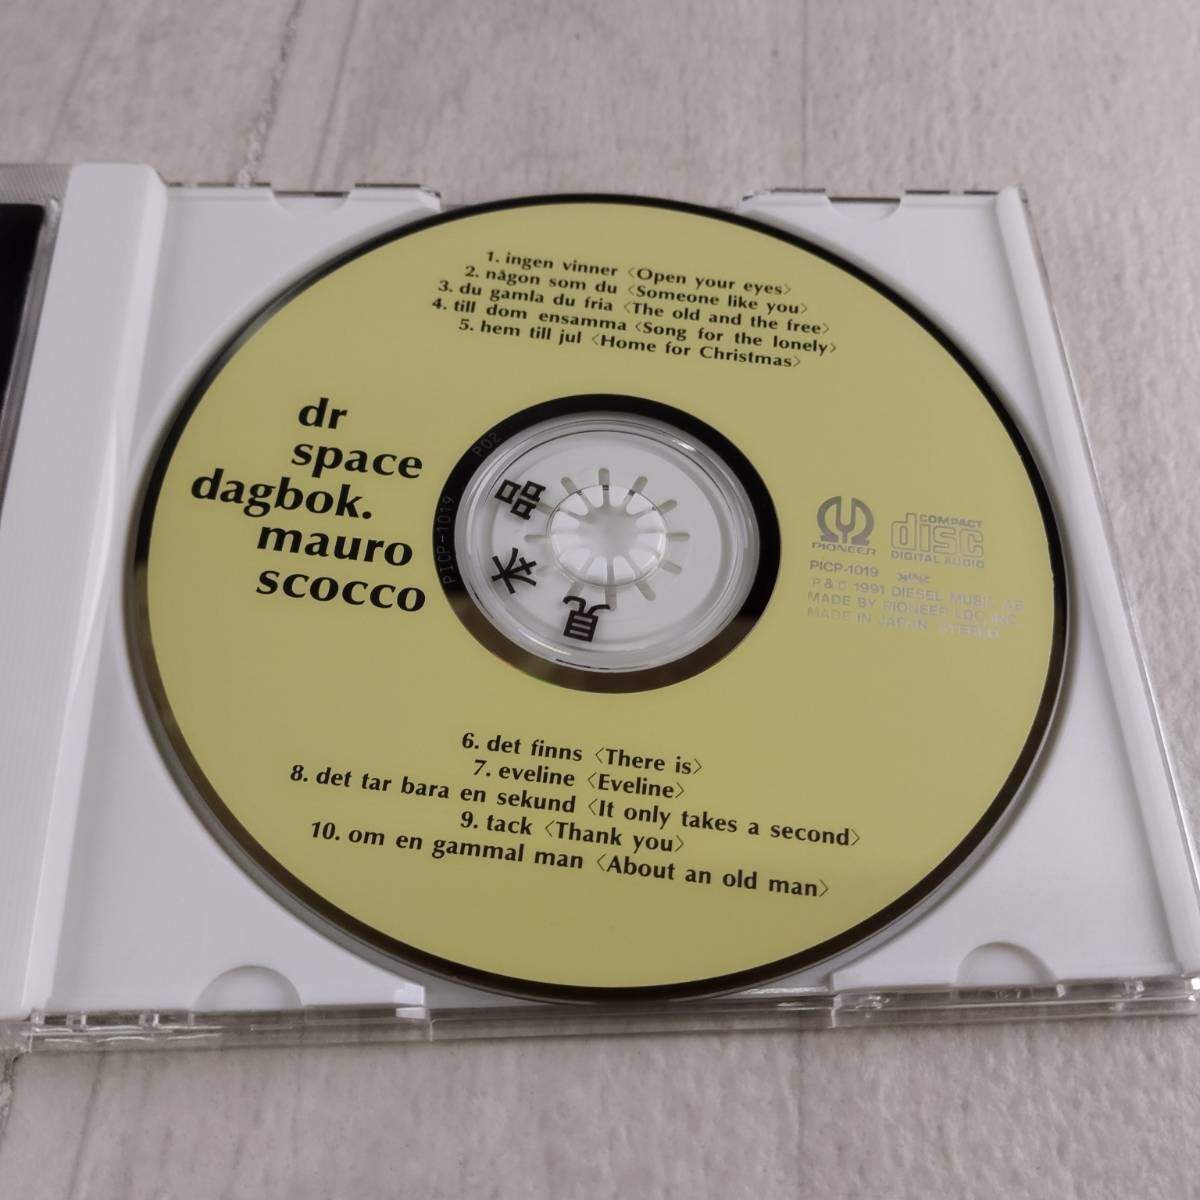 1. ingen vinner 〈Open your eyes〉
2. någon som du 〈Someone like you〉
3. du gamla du fria 〈The old and the free〉
4. till dom ensamma 〈Song for the lonely〉
5. hem till jul 〈Home for Christmas〉
dr
space
dagbok.
mauro
scocco
PICP-1019 P02
見本品
PIONEER
COMPACT
disc
DIGITAL AUDIO
PICP-1019
P & C 1991 DIESEL MUSIC AB
MADE BY PIONEER LDC, INC.
MADE IN JAPAN, STEREO
6. det finns 〈There is〉
7. eveline 〈Eveline〉
8. det tar bara en sekund 〈It only takes a second〉
9. tack 〈Thank you〉
10. om en gammal man 〈About an old man〉